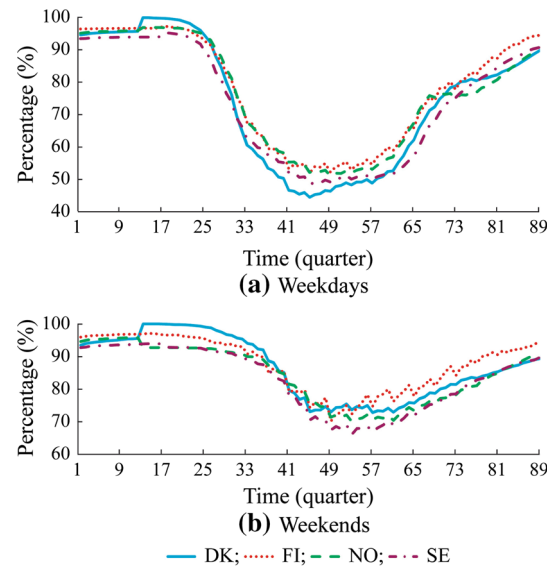 100
90
80
70
60
50
40
Percentage (%)
1 9 17 25 33 41 49 57 65 73 81 89
Time (quarter)
(a) Weekdays
100
90
80
70
60
Percentage (%)
1 9 17 25 33 41 49 57 65 73 81 89
Time (quarter)
(b) Weekends
DK; FI; NO; SE